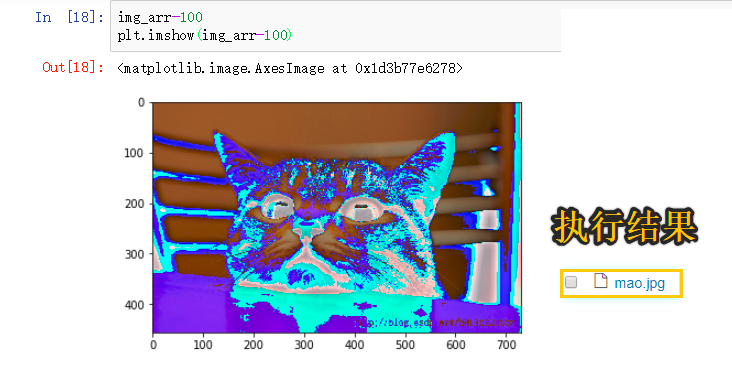 In [18]:
img_arr-100
plt.imshow(img_arr-100)
Out[18]:
<matplotlib.image.AxesImage at 0x1d3b77e6278>
0
100
200
300
400
0 100 200 300 400 500 600 700
执行结果
mao.jpg